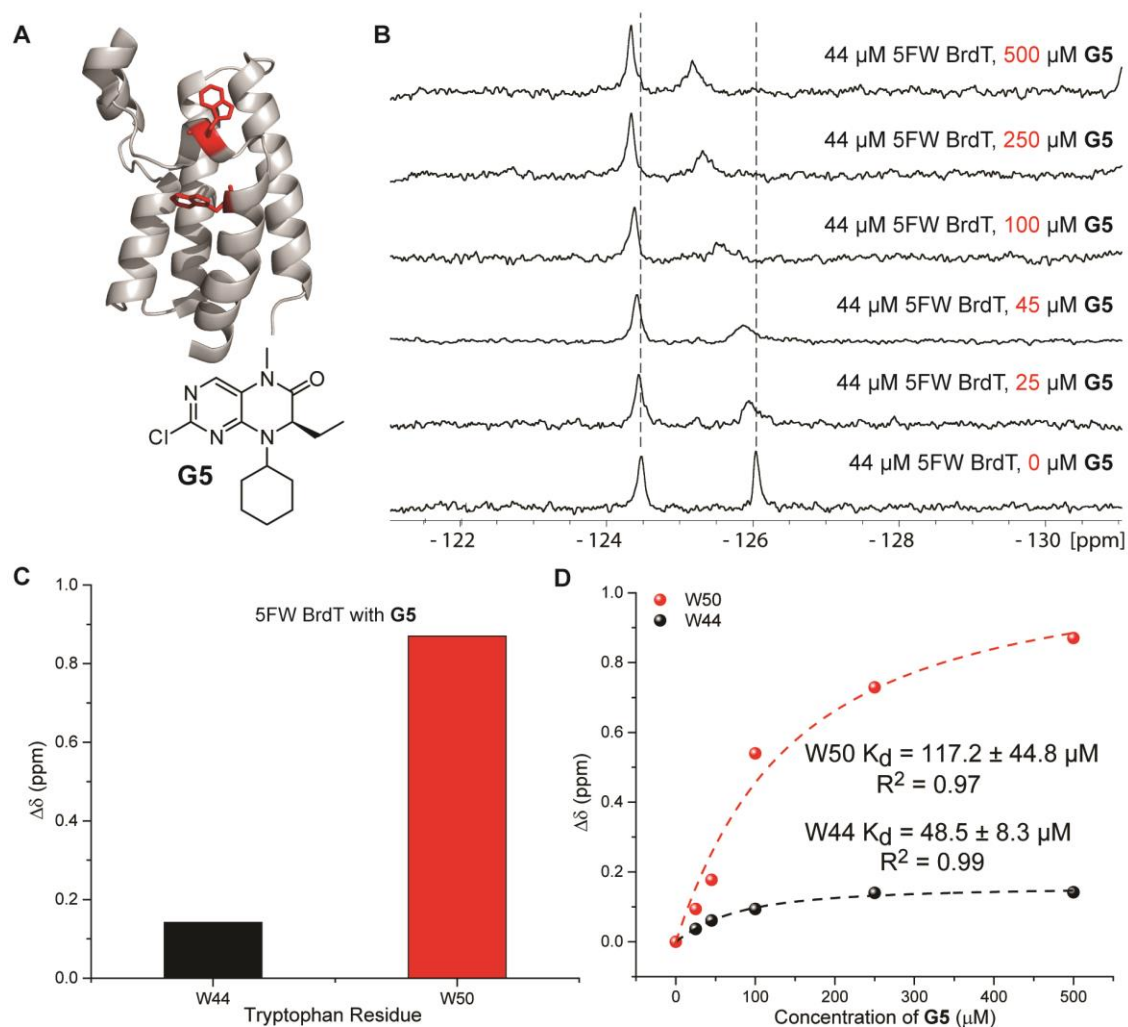 A
B
44 μM 5FW BrdT, 500 μM G5
44 μM 5FW BrdT, 250 μM G5
44 μM 5FW BrdT, 100 μM G5
44 μM 5FW BrdT, 45 μM G5
44 μM 5FW BrdT, 25 μM G5
44 μM 5FW BrdT, 0 μM G5
- 122 - 124 - 126 - 128 - 130 [ppm]
N
N
N
N
O
Cl
G5
C
5FW BrdT with G5
1.0
0.8
0.6
0.4
0.2
0.0
Δδ (ppm)
W44 W50
Tryptophan Residue
D
W50
W44
1.0
0.8
0.6
0.4
0.2
0.0
Δδ (ppm)
W50 Kd = 117.2 ± 44.8 μM
R2 = 0.97
W44 Kd = 48.5 ± 8.3 μM
R2 = 0.99
0 100 200 300 400 500
Concentration of G5 (μM)